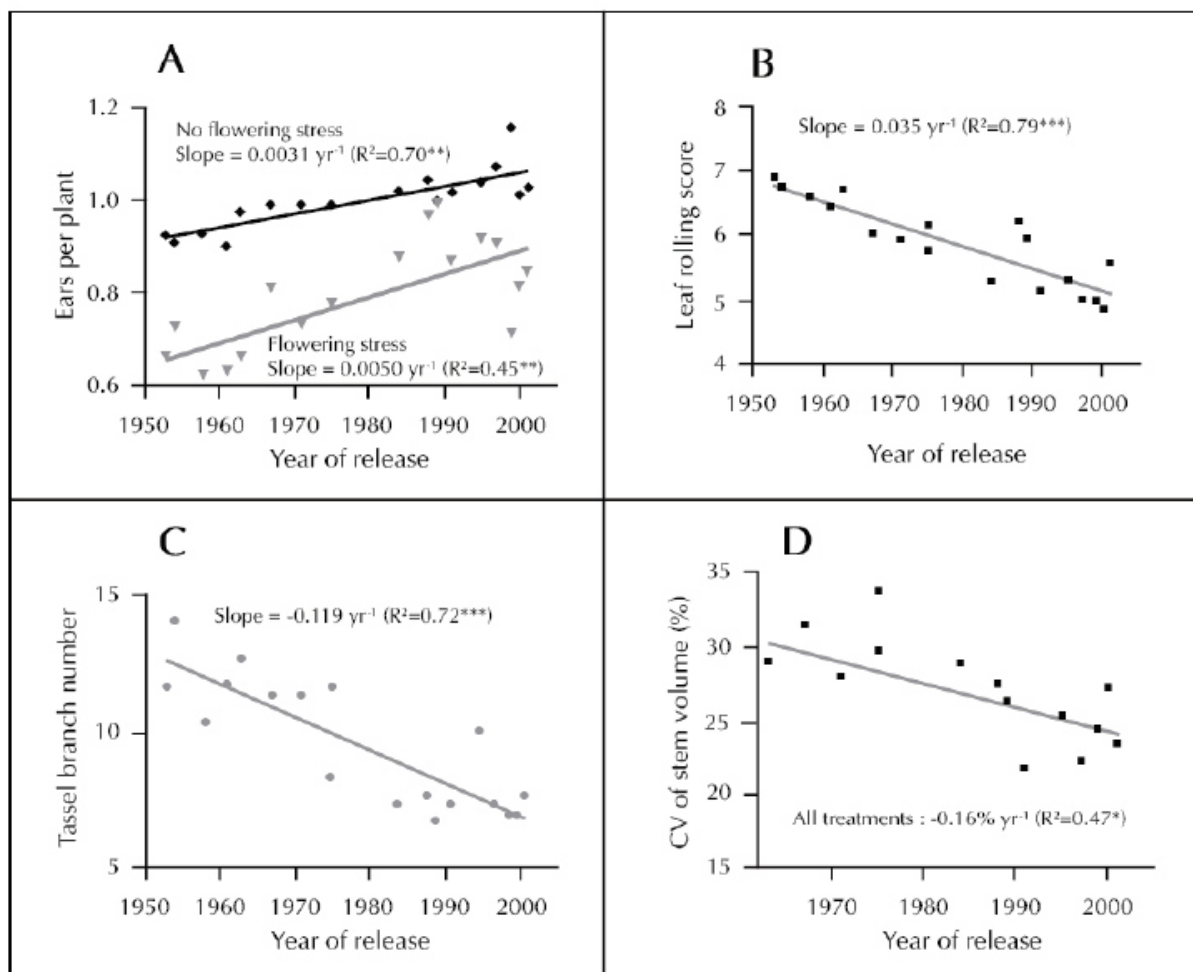 A
1.2
No flowering stress
Slope = 0.0031 yr⁻¹ (R²=0.70**)
1.0
Ears per plant
0.8
Flowering stress
Slope = 0.0050 yr⁻¹ (R²=0.45**)
0.6
1950 1960 1970 1980 1990 2000
Year of release
B
8
Slope = 0.035 yr⁻¹ (R²=0.79***)
7
Leaf rolling score
6
5
4
1950 1960 1970 1980 1990 2000
Year of release
C
15
Slope = -0.119 yr⁻¹ (R²=0.72***)
Tassel branch number
10
5
1950 1960 1970 1980 1990 2000
Year of release
D
35
30
CV of stem volume (%)
25
20
All treatments : -0.16% yr⁻¹ (R²=0.47*)
15
1970 1980 1990 2000
Year of release